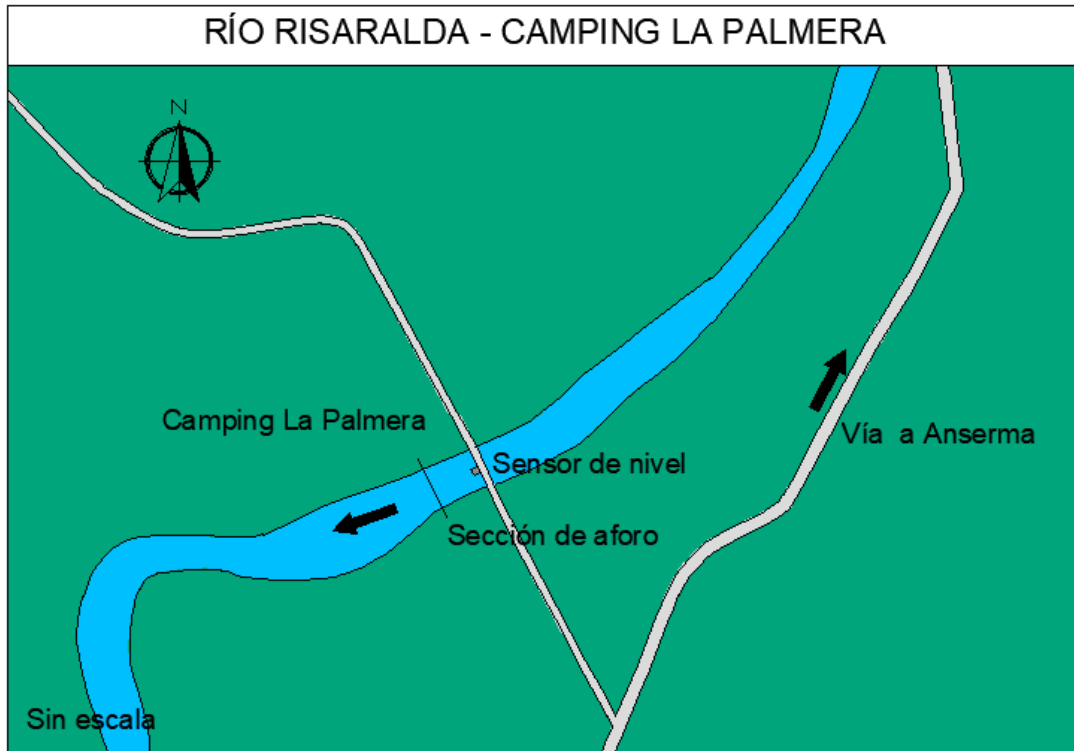 RÍO RISARALDA - CAMPING LA PALMERA
N
Camping La Palmera
Vía a Anserma
Sensor de nivel
Sección de aforo
Sin escala